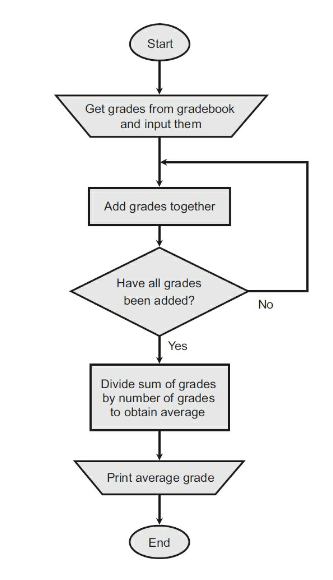 Start
Get grades from gradebook
and input them
Add grades together
Have all grades
been added?
No
Yes
Divide sum of grades
by number of grades
to obtain average
Print average grade
End